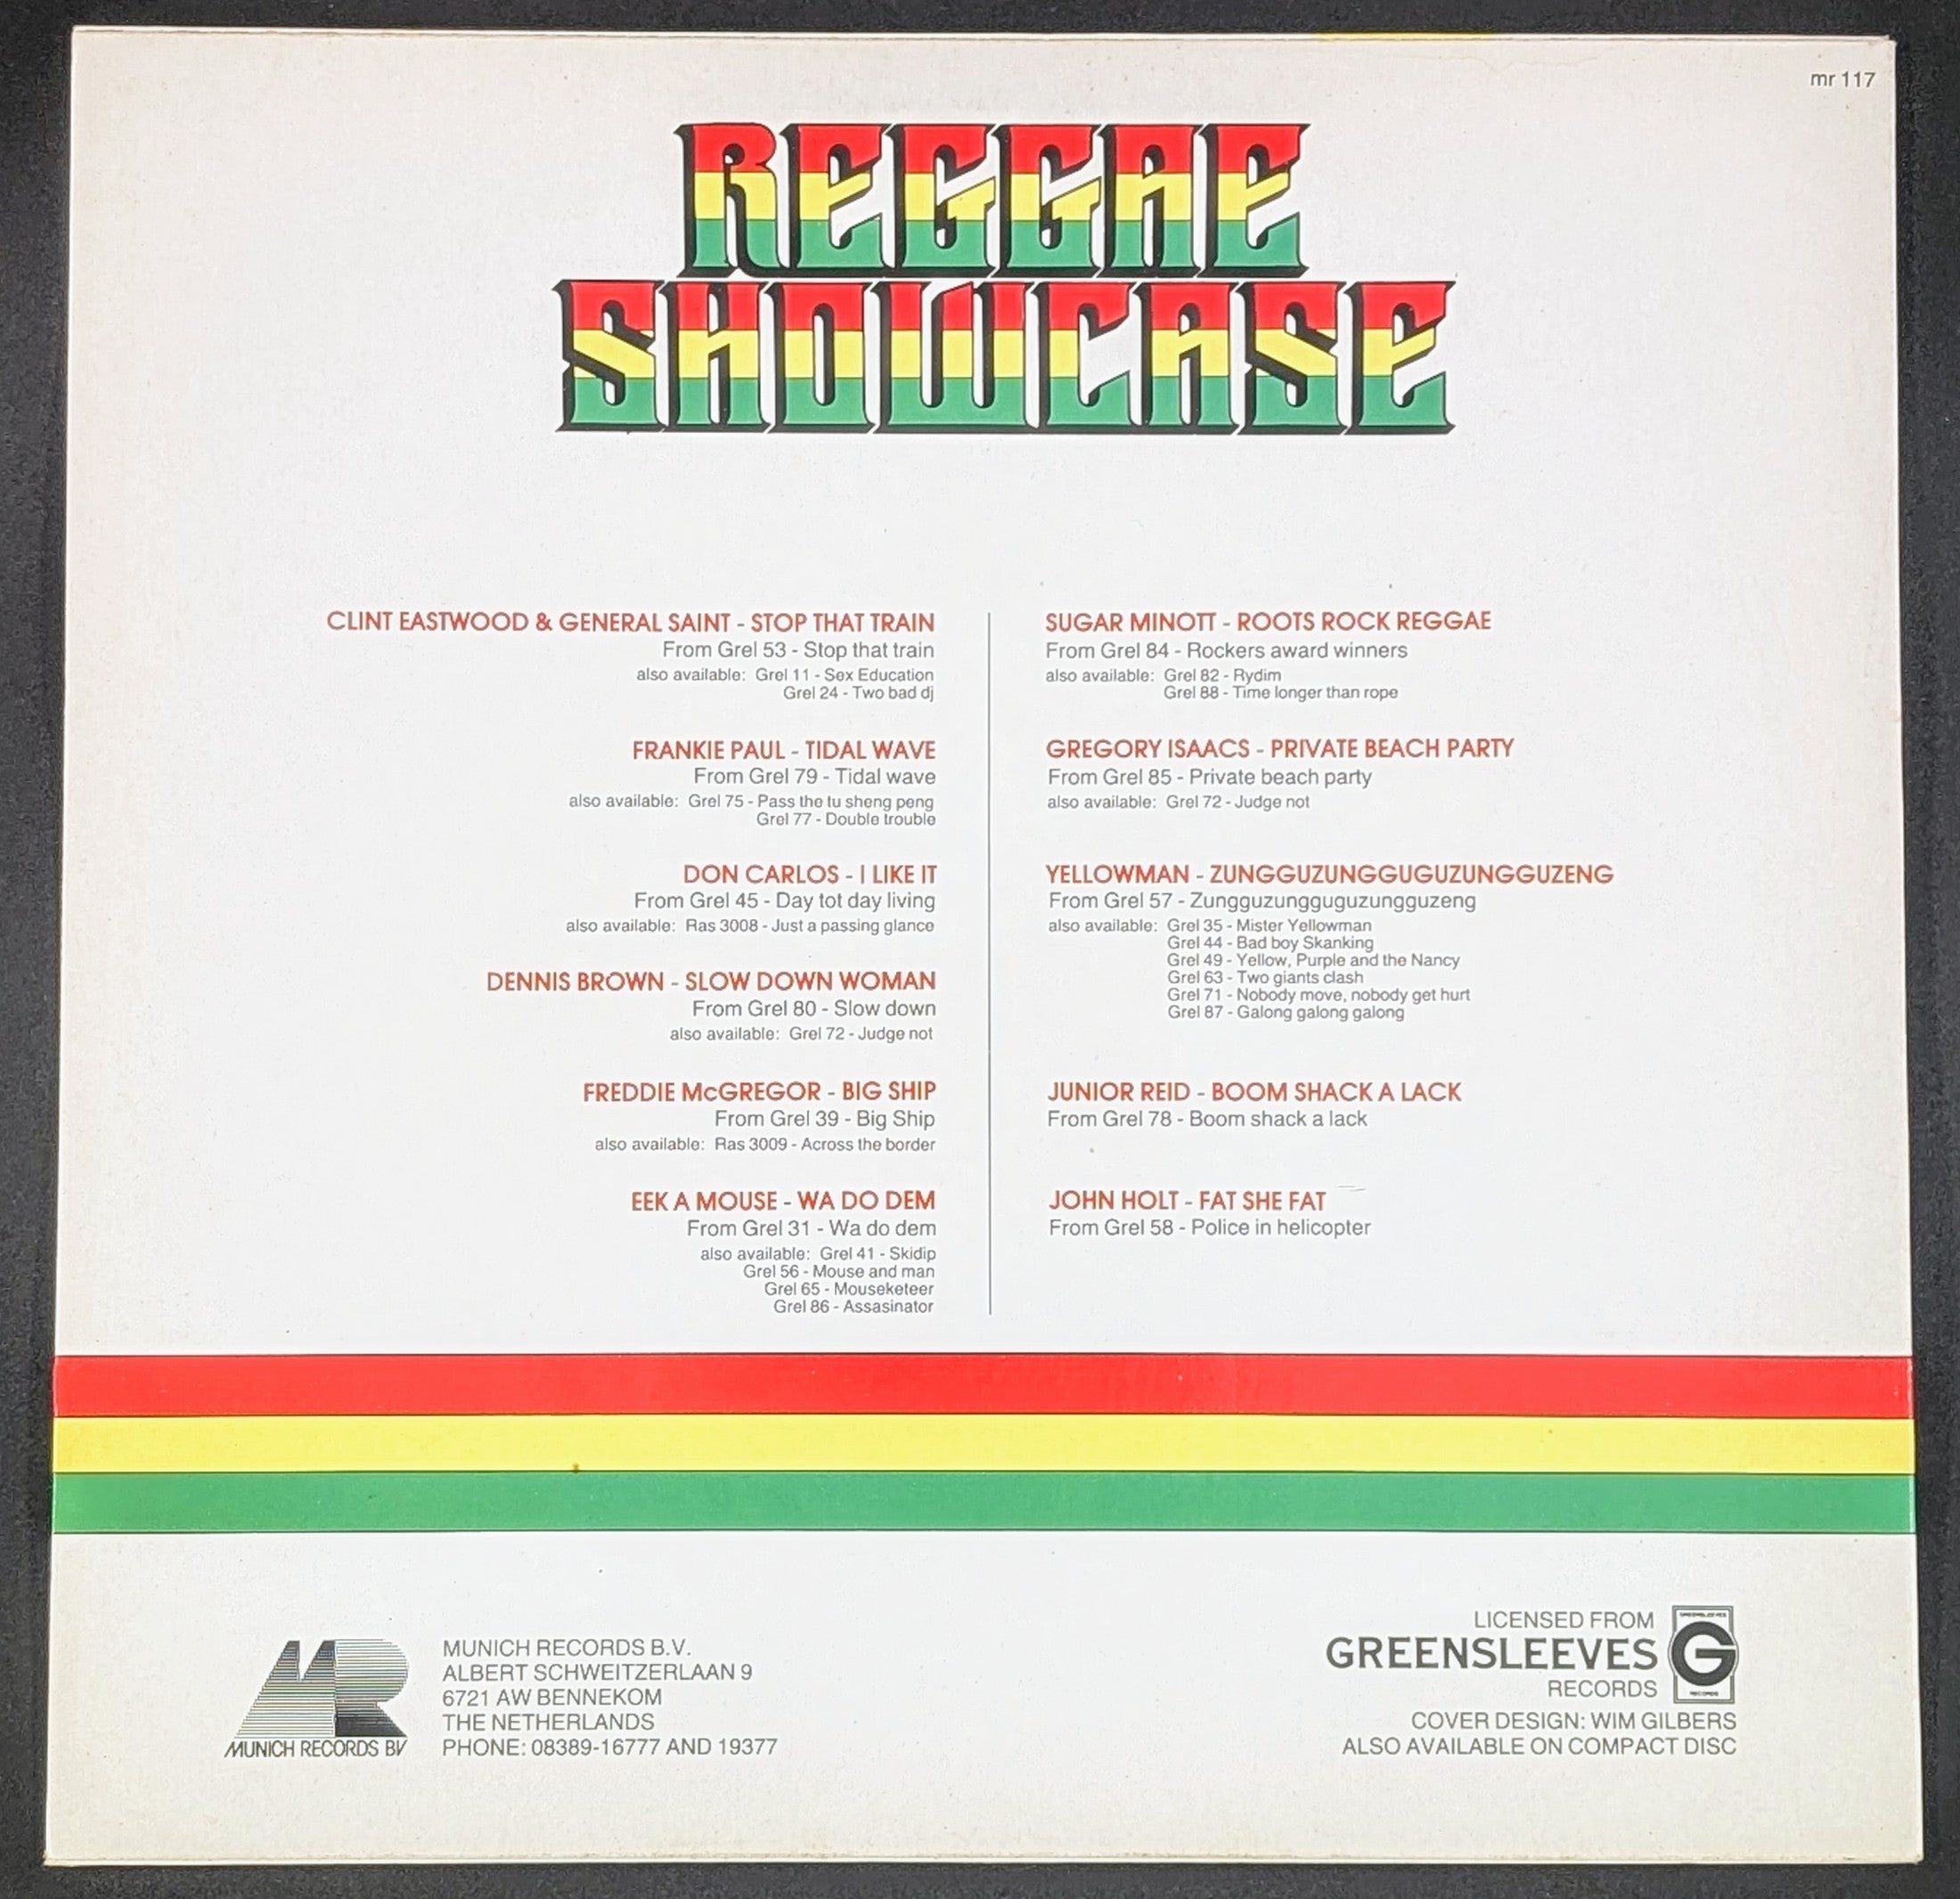 mr 117
REGGAE
SHOWCASE
CLINT EASTWOOD & GENERAL SAINT - STOP THAT TRAIN
From Grel 53 - Stop that train
also available: Grel 11 - Sex Education
Grel 24 - Two bad dj
FRANKIE PAUL - TIDAL WAVE
From Grel 79 - Tidal wave
also available: Grel 75 - Pass the tu sheng peng
Grel 77 - Double trouble
DON CARLOS - I LIKE IT
From Grel 45 - Day tot day living
also available: Ras 3008 - Just a passing glance
DENNIS BROWN - SLOW DOWN WOMAN
From Grel 80 - Slow down
also available: Grel 72 - Judge not
FREDDIE McGREGOR - BIG SHIP
From Grel 39 - Big Ship
also available: Ras 3009 - Across the border
EEK A MOUSE - WA DO DEM
From Grel 31 - Wa do dem
also available: Grel 41 - Skidip
Grel 56 - Mouse and man
Grel 65 - Mouseketeer
Grel 86 - Assasinator
SUGAR MINOTT - ROOTS ROCK REGGAE
From Grel 84 - Rockers award winners
also available: Grel 82 - Rydim
Grel 88 - Time longer than rope
GREGORY ISAACS - PRIVATE BEACH PARTY
From Grel 85 - Private beach party
also available: Grel 72 - Judge not
YELLOWMAN - ZUNGGUZUNGGUGUZUNGGUZENG
From Grel 57 - Zungguzungguguzungguzeng
also available: Grel 35 - Mister Yellowman
Grel 44 - Bad boy Skanking
Grel 49 - Yellow, Purple and the Nancy
Grel 63 - Two giants clash
Grel 71 - Nobody move, nobody get hurt
Grel 87 - Galong galong galong
JUNIOR REID - BOOM SHACK A LACK
From Grel 78 - Boom shack a lack
JOHN HOLT - FAT SHE FAT
From Grel 58 - Police in helicopter
MR
MUNICH RECORDS BV
MUNICH RECORDS B.V.
ALBERT SCHWEITZERLAAN 9
6721 AW BENNEKOM
THE NETHERLANDS
PHONE: 08389-16777 AND 19377
LICENSED FROM
GREENSLEEVES
RECORDS
GREENSLEEVES
G
RECORDS
COVER DESIGN: WIM GILBERS
ALSO AVAILABLE ON COMPACT DISC